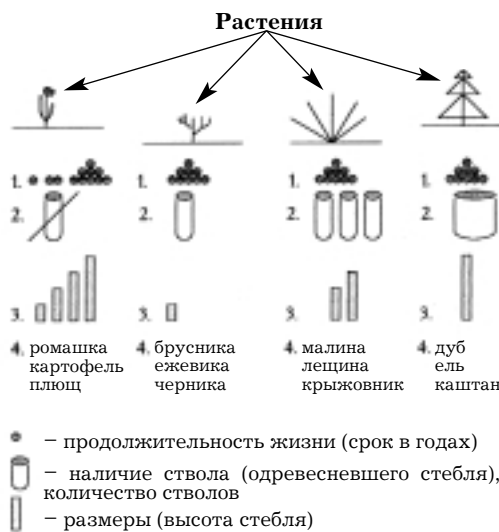 Растения
1. 1. 1. 1.
2. 2. 2. 2.
3. 3. 3. 3.
4. ромашка
картофель
плющ
4. брусника
ежевика
черника
4. малина
лещина
крыжовник
4. дуб
ель
каштан
– продолжительность жизни (срок в годах)
– наличие ствола (одревесневшего стебля),
количество стволов
– размеры (высота стебля)